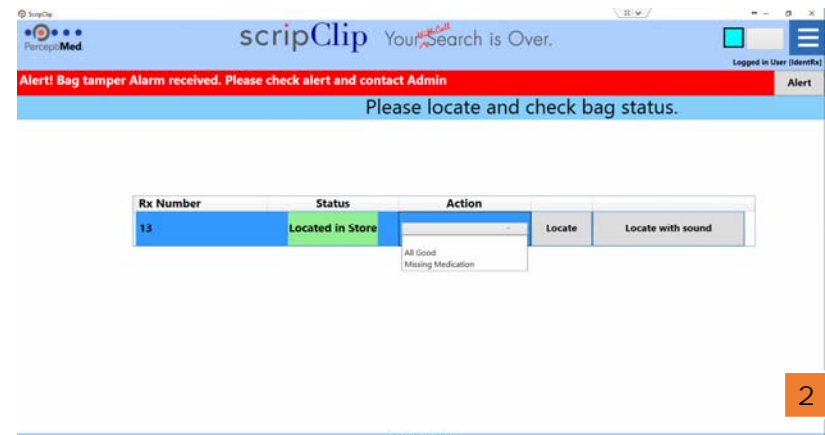 ScripClip
PerceptiMed
scripClip Your Will Call Search is Over.
Logged in User [IdentRx]
Alert! Bag tamper Alarm received. Please check alert and contact Admin
Alert
Please locate and check bag status.
Rx Number Status Action
13 Located in Store Locate Locate with sound
All Good
Missing Medication
2